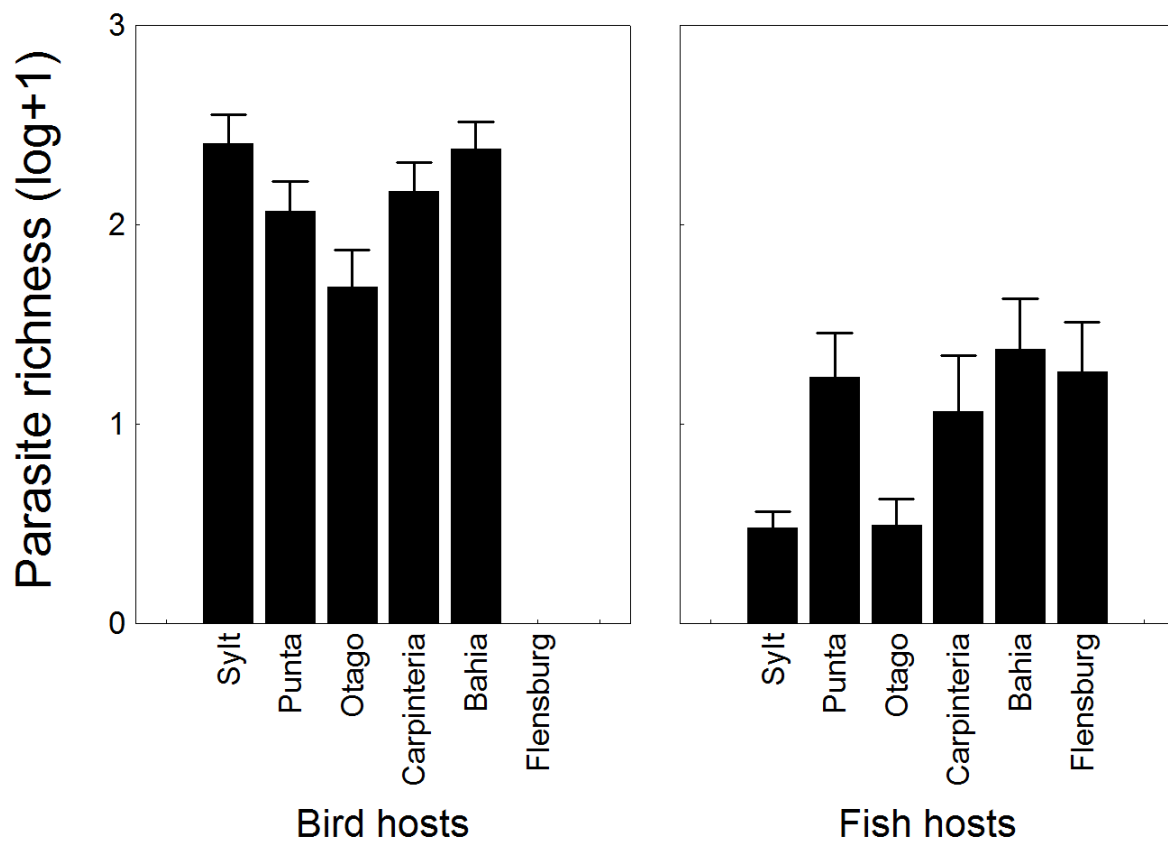 Parasite richness (log+1)
3
2
1
0
Sylt
Punta
Otago
Carpinteria
Bahia
Flensburg
Bird hosts
Sylt
Punta
Otago
Carpinteria
Bahia
Flensburg
Fish hosts